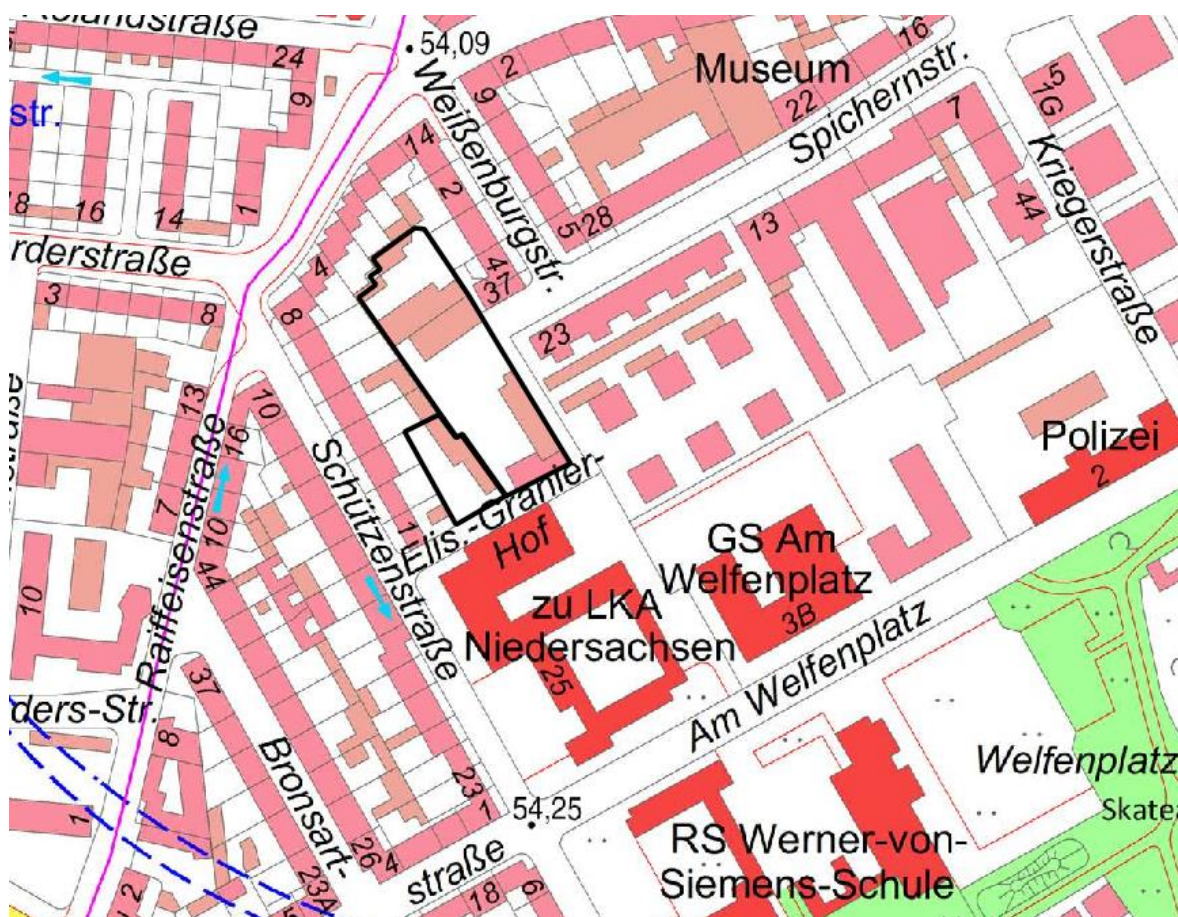 Rolandstraße
24
9
54,09
2
9
Weißenburgstr.
Museum
16
22
Spichernstr.
7
5
1G
Kriegerstraße
44
str.
18
16
14
1
rderstraße
14
2
4
37
5
28
13
23
4
8
3
8
13
10
16
7
10
44
Raiffeisenstraße
Schützenstraße
11
Elis.-Granier-
Hof
zu LKA
Niedersachsen
25
GS Am
Welfenplatz
3B
Polizei
2
Am Welfenplatz
10
37
ders-Str.
8
Bronsart-
straße
1
23
1
54,25
26
4
23A
18
6
12
RS Werner-von-
Siemens-Schule
Welfenplatz
Skatea